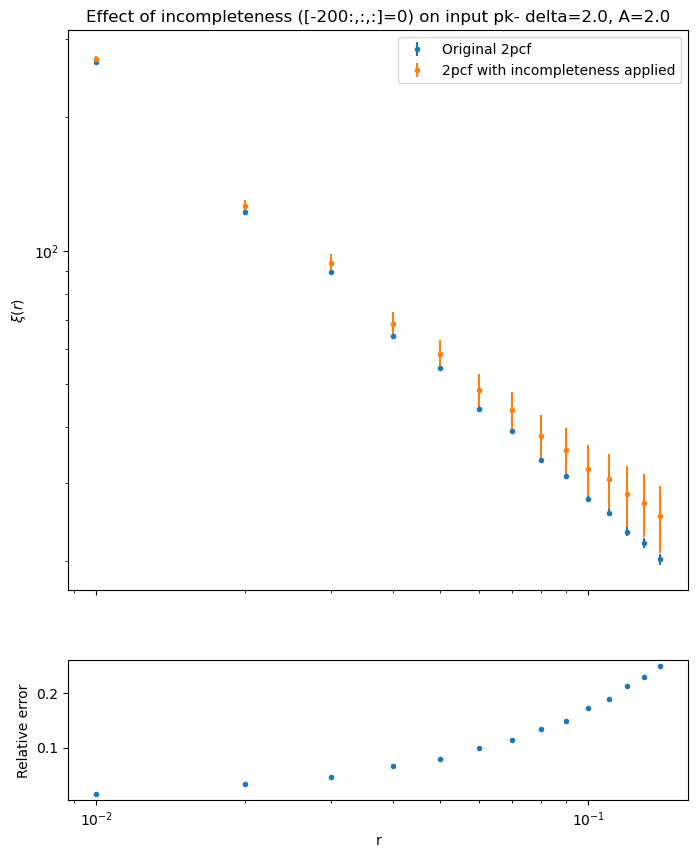 Effect of incompleteness ([-200:,:,:]=0) on input pk- delta=2.0, A=2.0
Original 2pcf
2pcf with incompleteness applied
10²
ξ(r)
0.2
0.1
Relative error
10⁻²
10⁻¹
r